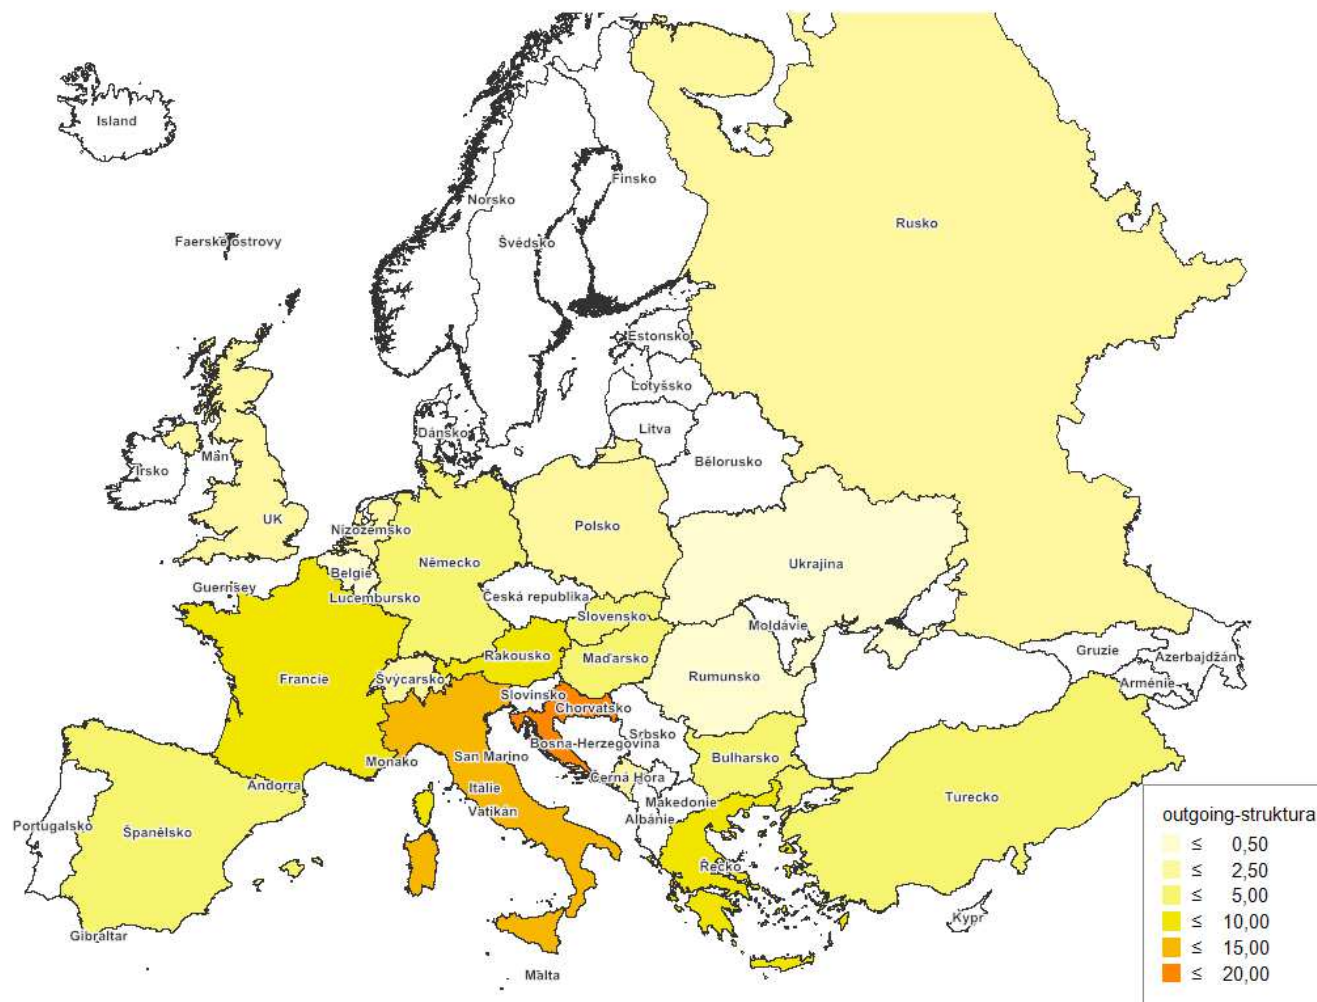 Island
Finsko
Norsko
Rusko
Faerské ostrovy
Švédsko
Estonsko
Lotyšsko
Litva
Dánsko
Man
Irsko
Bělorusko
UK
Nizozemsko
Polsko
Německo
Ukrajina
Belgie
Guernsey
Lucembursko
Česká republika
Slovensko
Moldávie
Gruzie
Azerbajdžán
Rakousko
Maďarsko
Francie
Švýcarsko
Rumunsko
Arménie
Slovinsko
Chorvatsko
Srbsko
Bosna-Herzegovina
San Marino
Monako
Bulharsko
Černá Hora
Andorra
Itálie
Turecko
Makedonie
Vatikán
Albánie
Portugalsko
Španělsko
Řecko
Kypr
Gibraltar
Malta
outgoing-struktura
≤ 0,50
≤ 2,50
≤ 5,00
≤ 10,00
≤ 15,00
≤ 20,00